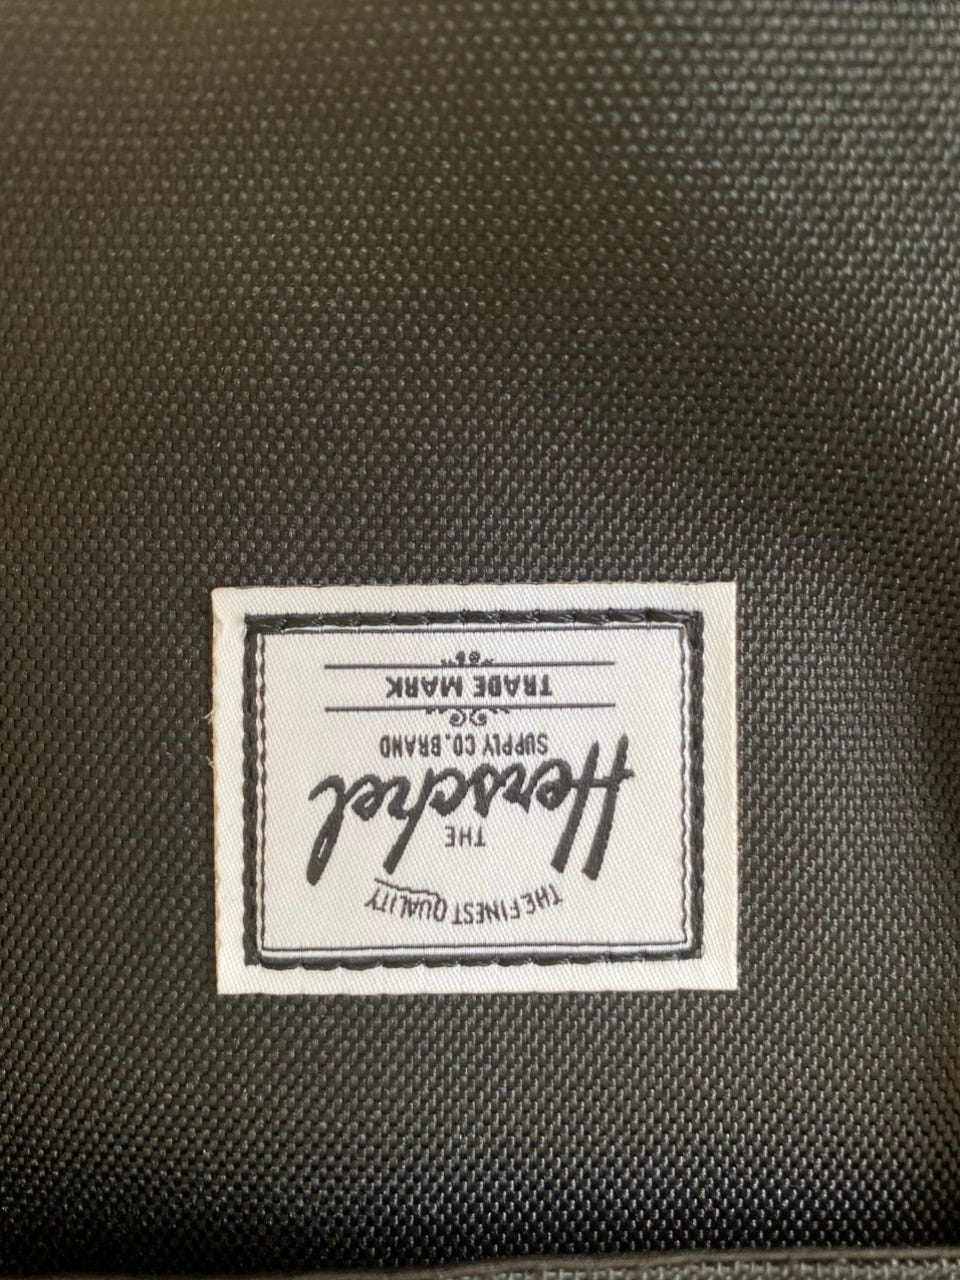 THE FINEST QUALITY
THE
Herschel
SUPPLY CO. BRAND
TRADE MARK